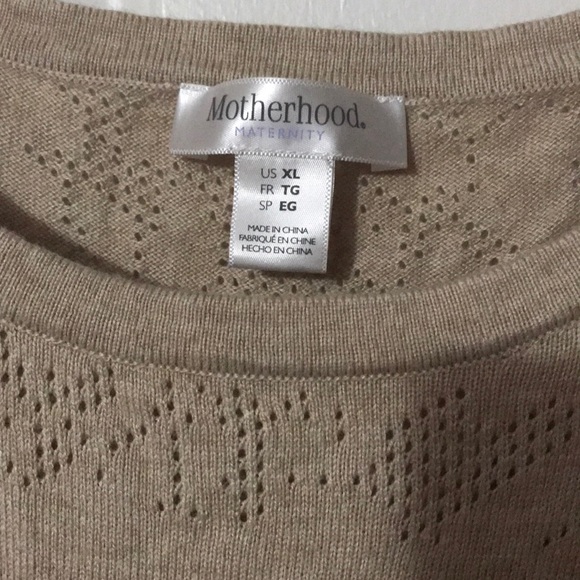 Motherhood®
MATERNITY
US XL
FR TG
SP EG
MADE IN CHINA
FABRIQUÉ EN CHINE
HECHO EN CHINA